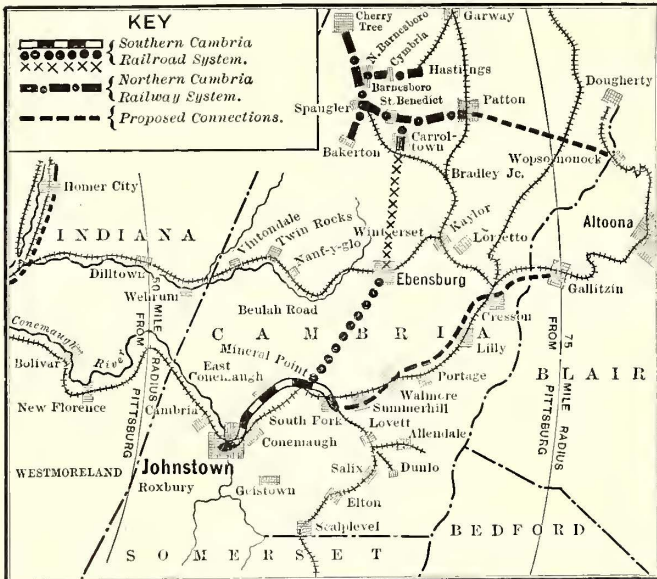 KEY
Southern Cambria
Railroad System.
Northern Cambria
Railway System.
Proposed Connections.
Cherry
Tree
N. Barnesboro
Cymbria
Garway
Hastings
Barnesboro
St. Benedict
Spangler
Patton
Dougherty
Carrol-
town
Bakerton
Bradley Jc.
Wopsononock
Homer City
INDIANA
Vintondale
Twin Rocks
Nant-y-glo
Winterset
Kaylor
Loretto
Altoona
Dilltown
Wehrum
Ebensburg
Gallitzin
Beulah Road
CAMBRIA
Cresson
Conemaugh
River
50 MILE RADIUS
FROM PITTSBURG
75 MILE RADIUS
FROM PITTSBURG
Mineral Point
Lilly
BLAIR
Bolivar
East
Conemaugh
Portage
New Florence
Cambria
Walmore
Summerhill
South Fork
Lovett
Conemaugh
Allendale
Johnstown
WESTMORELAND
Roxbury
Geistown
Salix
Dunlo
Elton
Scalplevel
BEDFORD
SOMERSET